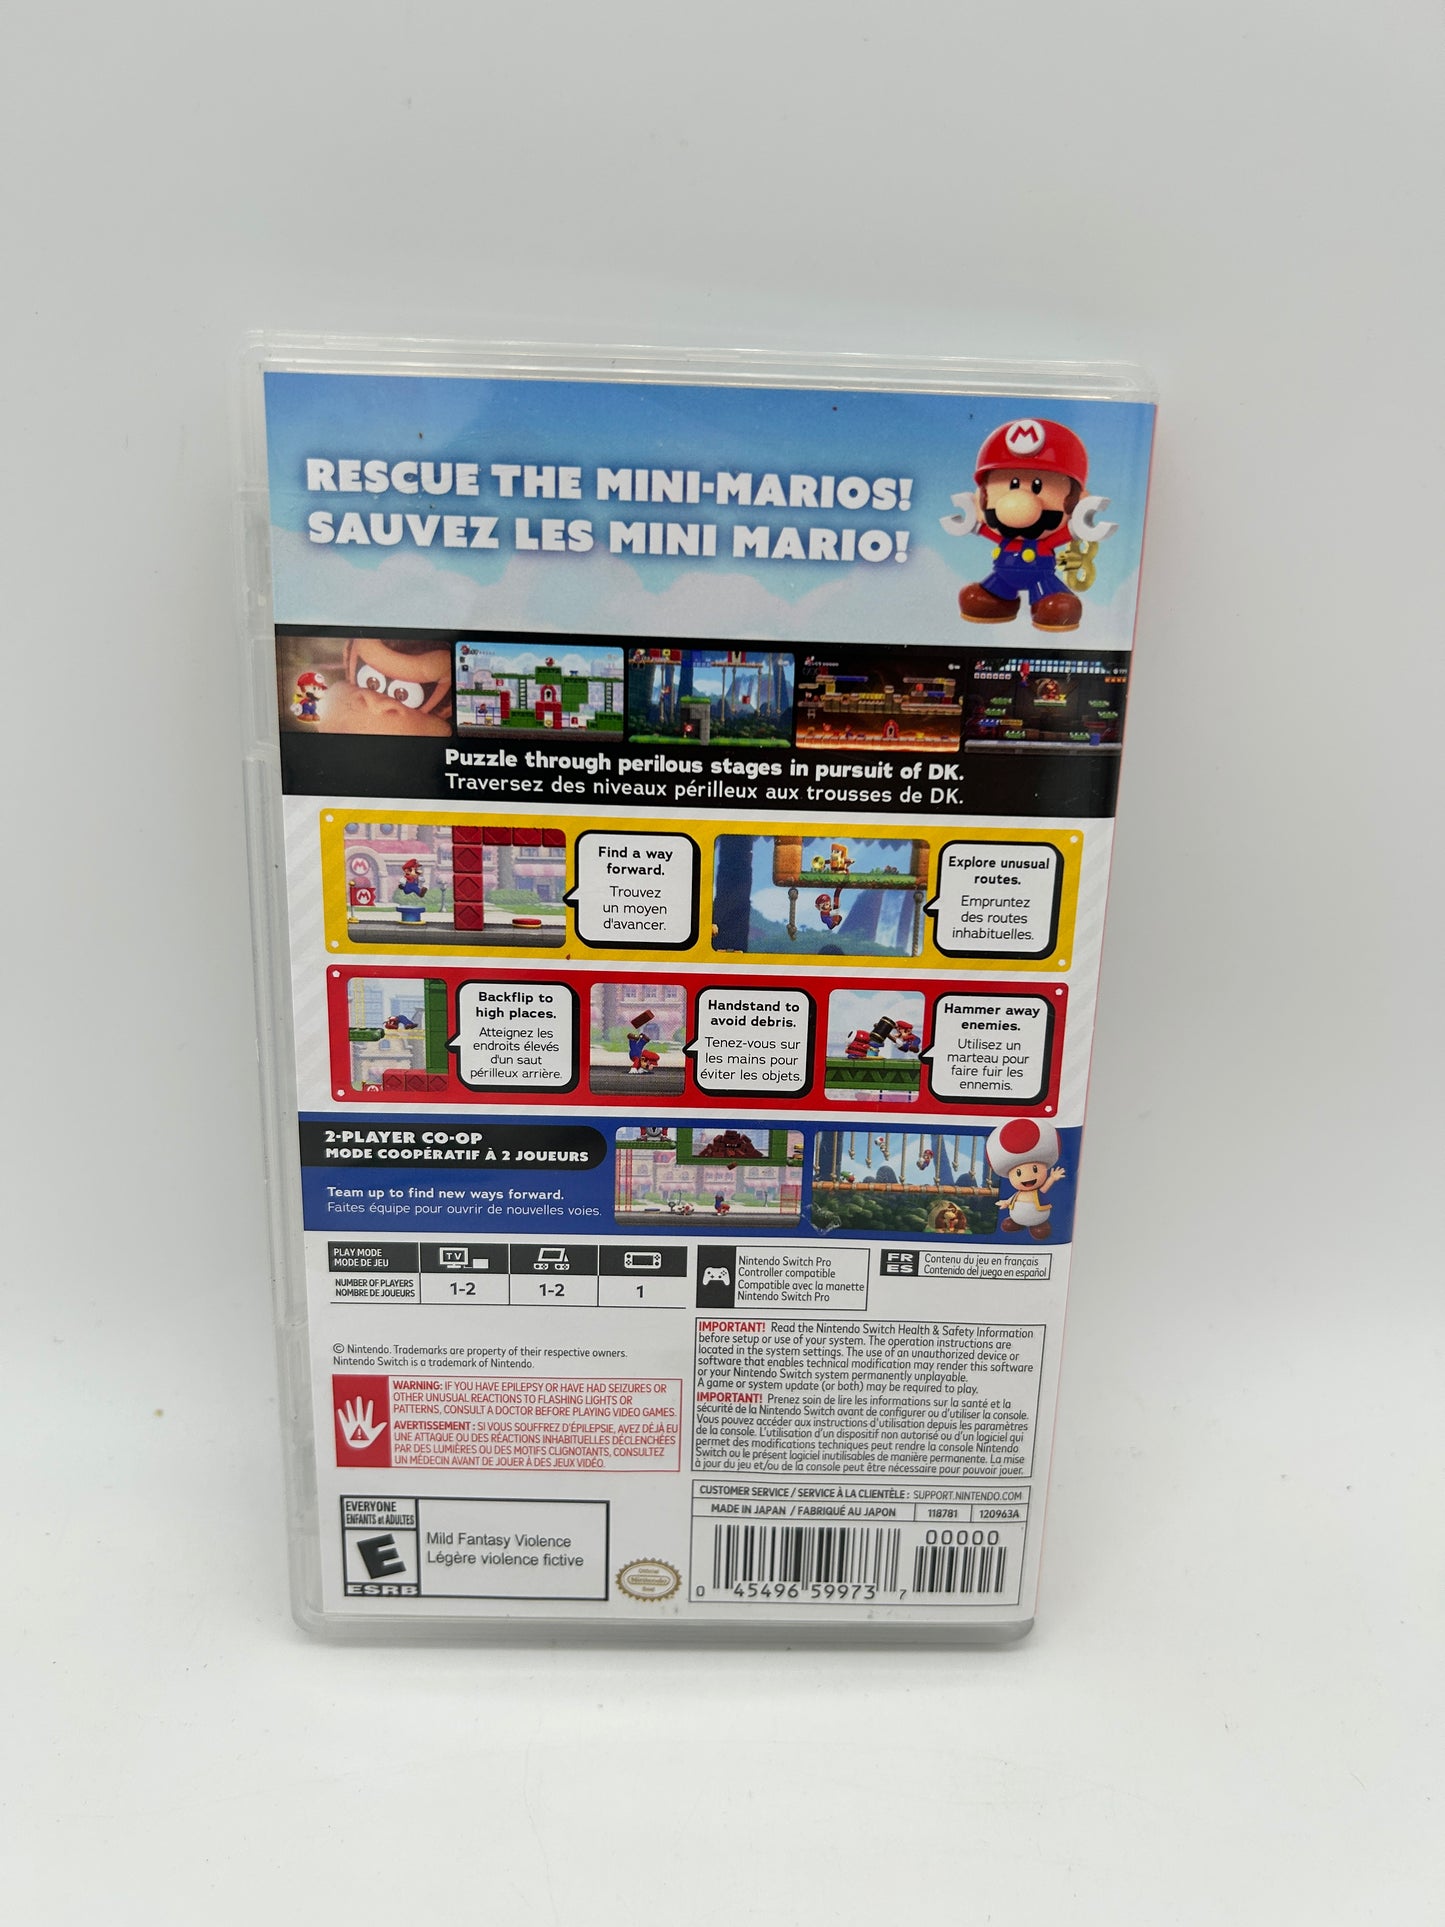 RESCUE THE MINI-MARIOS!
SAUVEZ LES MINI MARIO!
Puzzle through perilous stages in pursuit of DK.
Traversez des niveaux périlleux aux trousses de DK.
Find a way
forward.
Trouvez
un moyen
d'avancer.
Explore unusual
routes.
Empruntez
des routes
inhabituelles.
Backflip to
high places.
Atteignez les
endroits élevés
d'un saut
périlleux arrière.
Handstand to
avoid debris.
Tenez-vous sur
les mains pour
éviter les objets.
Hammer away
enemies.
Utilisez un
marteau pour
faire fuir les
ennemis.
2-PLAYER CO-OP
MODE COOPÉRATIF À 2 JOUEURS
Team up to find new ways forward.
Faites équipe pour ouvrir de nouvelles voies.
PLAY MODE
MODE DE JEU
TV
NUMBER OF PLAYERS
NOMBRE DE JOUEURS
1-2
1-2
1
Nintendo Switch Pro
Controller compatible
Compatible avec la manette
Nintendo Switch Pro
FR
ES
Contenu du jeu en français
Contenido del juego en español
© Nintendo. Trademarks are property of their respective owners.
Nintendo Switch is a trademark of Nintendo.
WARNING: IF YOU HAVE EPILEPSY OR HAVE HAD SEIZURES OR
OTHER UNUSUAL REACTIONS TO FLASHING LIGHTS OR
PATTERNS, CONSULT A DOCTOR BEFORE PLAYING VIDEO GAMES.
AVERTISSEMENT : SI VOUS SOUFFREZ D'ÉPILEPSIE, AVEZ DÉJÀ EU
UNE ATTAQUE OU DES RÉACTIONS INHABITUELLES DÉCLENCHÉES
PAR DES LUMIÈRES OU DES MOTIFS CLIGNOTANTS, CONSULTEZ
UN MÉDECIN AVANT DE JOUER À DES JEUX VIDÉO.
IMPORTANT! Read the Nintendo Switch Health & Safety Information
before setup or use of your system. The operation instructions are
located in the system settings. The use of an unauthorized device or
software that enables technical modification may render this software
or your Nintendo Switch system permanently unplayable.
A game or system update (or both) may be required to play.
IMPORTANT! Prenez soin de lire les informations sur la santé et la
sécurité de la Nintendo Switch avant de configurer ou d'utiliser la console.
Vous pouvez accéder aux instructions d'utilisation depuis les paramètres
de la console. L'utilisation d'un dispositif non autorisé ou d'un logiciel qui
permet des modifications techniques peut rendre la console Nintendo
Switch ou le présent logiciel inutilisables de manière permanente. La mise
à jour du jeu et/ou de la console peut être nécessaire pour pouvoir jouer.
CUSTOMER SERVICE / SERVICE À LA CLIENTÈLE : SUPPORT.NINTENDO.COM
MADE IN JAPAN / FABRIQUÉ AU JAPON
118781
120963A
EVERYONE
ENFANTS et ADULTES
E
ESRB
Mild Fantasy Violence
Légère violence fictive
Official
Nintendo
Seal
0 45496 59973 7
00000